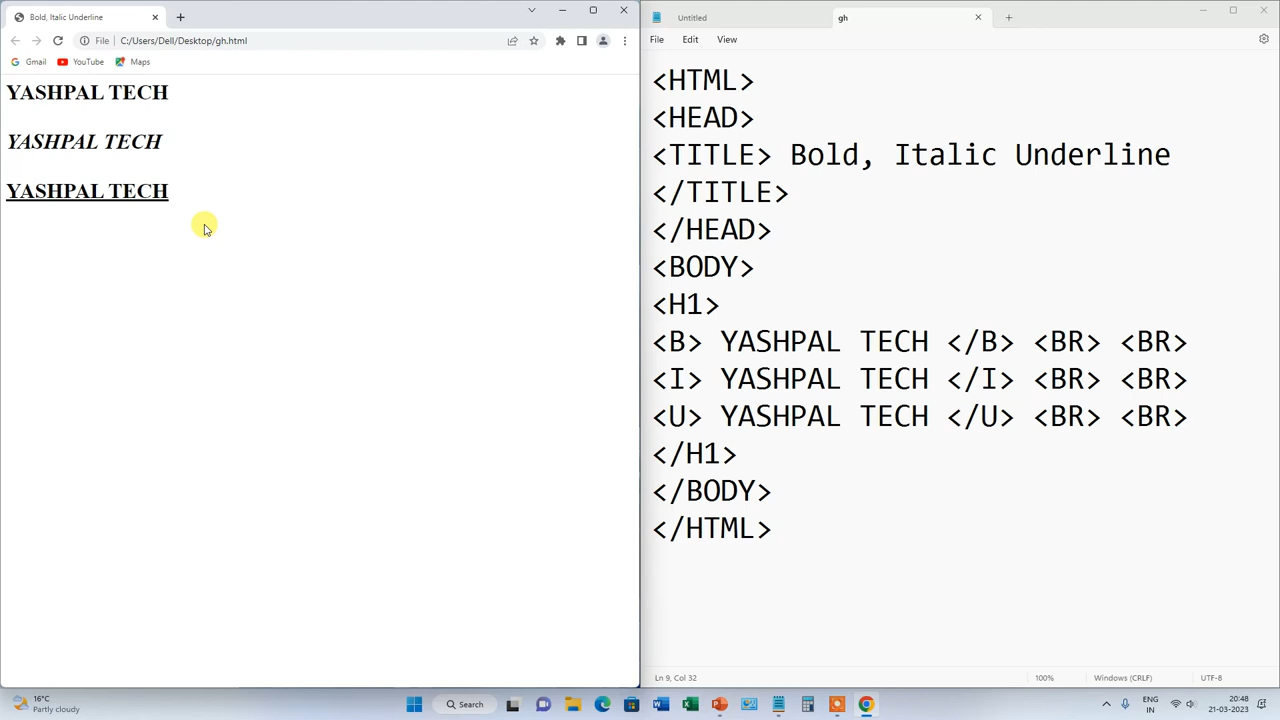 Bold, Italic Underline
File C:/Users/Dell/Desktop/gh.html
Gmail YouTube Maps
YASHPAL TECH
YASHPAL TECH
YASHPAL TECH
Untitled gh
File Edit View
<HTML>
<HEAD>
<TITLE> Bold, Italic Underline
</TITLE>
</HEAD>
<BODY>
<H1>
<B> YASHPAL TECH </B> <BR> <BR>
<I> YASHPAL TECH </I> <BR> <BR>
<U> YASHPAL TECH </U> <BR> <BR>
</H1>
</BODY>
</HTML>
Ln 9, Col 32 100% Windows (CRLF) UTF-8
16°C
Partly cloudy
Search
ENG
IN
20:48
21-03-2023